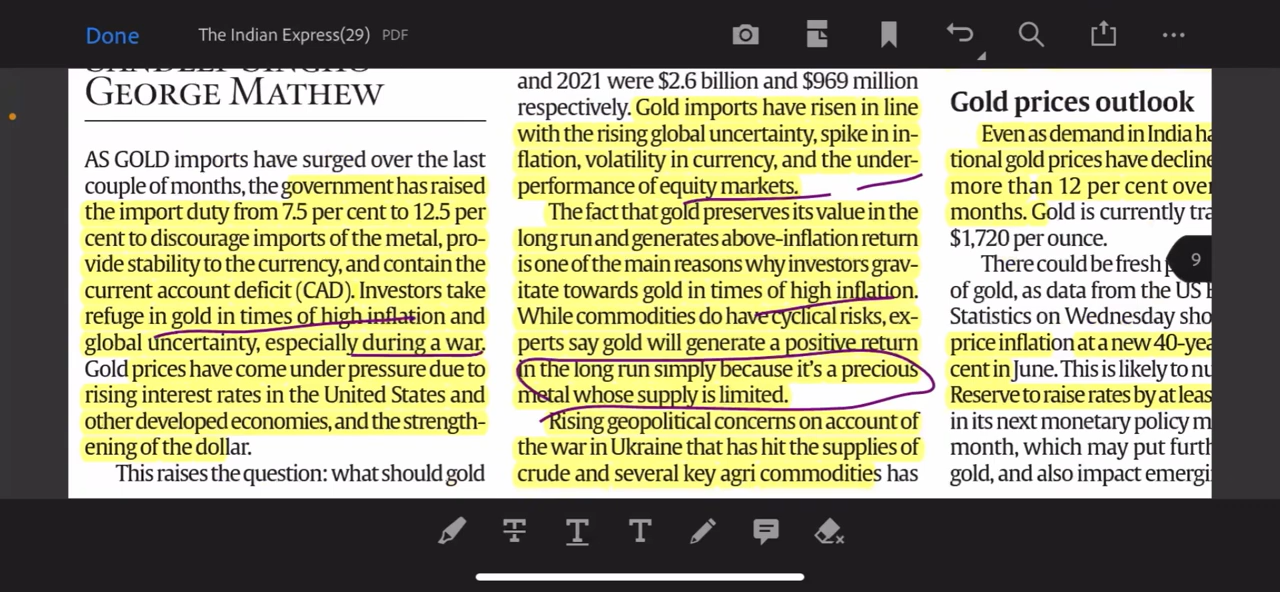 Done
The Indian Express(29) PDF
GEORGE MATHEW
AS GOLD imports have surged over the last
couple of months, the government has raised
the import duty from 7.5 per cent to 12.5 per
cent to discourage imports of the metal, pro-
vide stability to the currency, and contain the
current account deficit (CAD). Investors take
refuge in gold in times of high inflation and
global uncertainty, especially during a war.
Gold prices have come under pressure due to
rising interest rates in the United States and
other developed economies, and the strength-
ening of the dollar.
This raises the question: what should gold
and 2021 were $2.6 billion and $969 million
respectively. Gold imports have risen in line
with the rising global uncertainty, spike in in-
flation, volatility in currency, and the under-
performance of equity markets.
The fact that gold preserves its value in the
long run and generates above-inflation return
is one of the main reasons why investors grav-
itate towards gold in times of high inflation.
While commodities do have cyclical risks, ex-
perts say gold will generate a positive return
in the long run simply because it's a precious
metal whose supply is limited.
Rising geopolitical concerns on account of
the war in Ukraine that has hit the supplies of
crude and several key agri commodities has
Gold prices outlook
Even as demand in India ha
tional gold prices have decline
more than 12 per cent over
months. Gold is currently tra
$1,720 per ounce.
There could be fresh
of gold, as data from the US
Statistics on Wednesday sho
price inflation at a new 40-yea
cent in June. This is likely to nu
Reserve to raise rates by at leas
in its next monetary policy m
month, which may put furth
gold, and also impact emergi
9